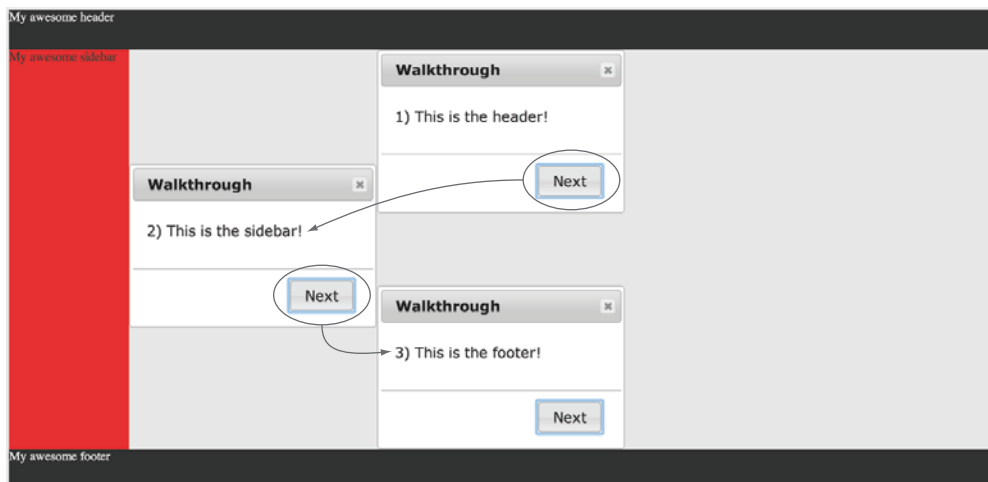 My awesome header
My awesome sidebar
Walkthrough
1) This is the header!
Next
Walkthrough
2) This is the sidebar!
Next
Walkthrough
3) This is the footer!
Next
My awesome footer